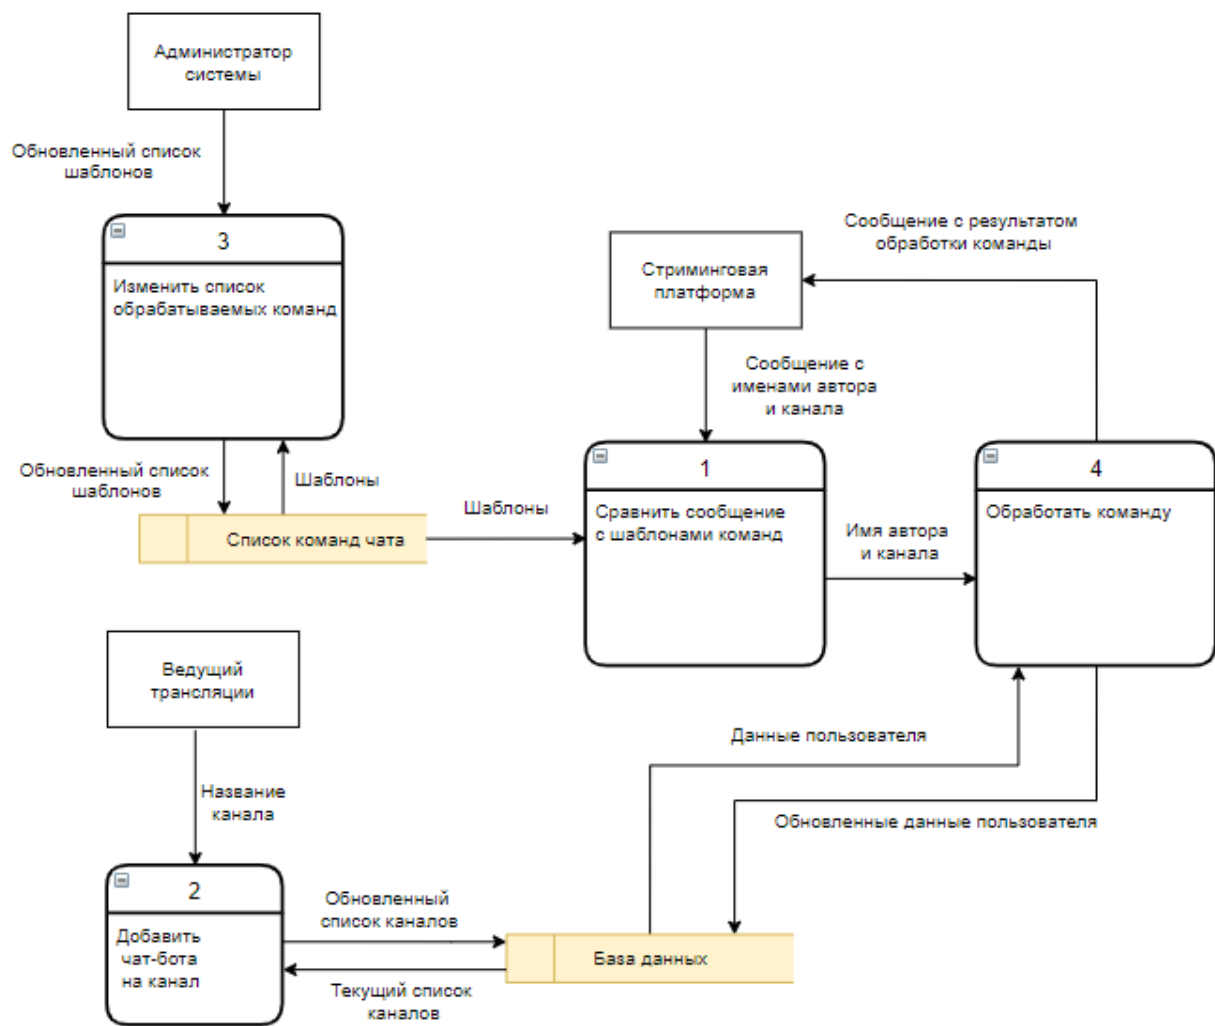 Администратор
системы
Обновленный список
шаблонов
3
Изменить список
обрабатываемых команд
Обновленный список
шаблонов
Шаблоны
Список команд чата
Шаблоны
Стриминговая
платформа
Сообщение с результатом
обработки команды
Сообщение с
именами автора
и канала
1
Сравнить сообщение
с шаблонами команд
Имя автора
и канала
4
Обработать команду
Ведущий
трансляции
Название
канала
2
Добавить
чат-бота
на канал
Обновленный
список каналов
Текущий список
каналов
База данных
Данные пользователя
Обновленные данные пользователя